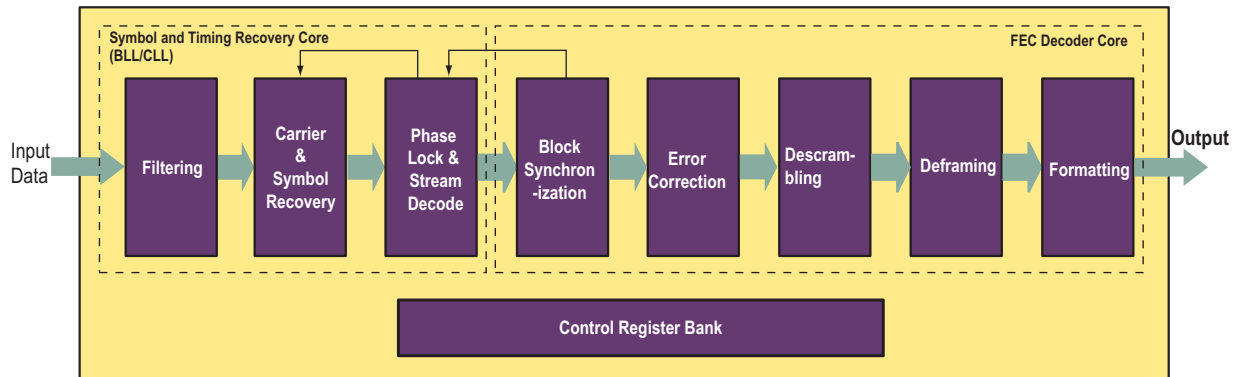 Symbol and Timing Recovery Core
(BLL/CLL)
FEC Decoder Core
Input
Data
Filtering
Carrier
&
Symbol
Recovery
Phase
Lock &
Stream
Decode
Block
Synchron
-ization
Error
Correction
Descram-
bling
Deframing
Formatting
Output
Control Register Bank